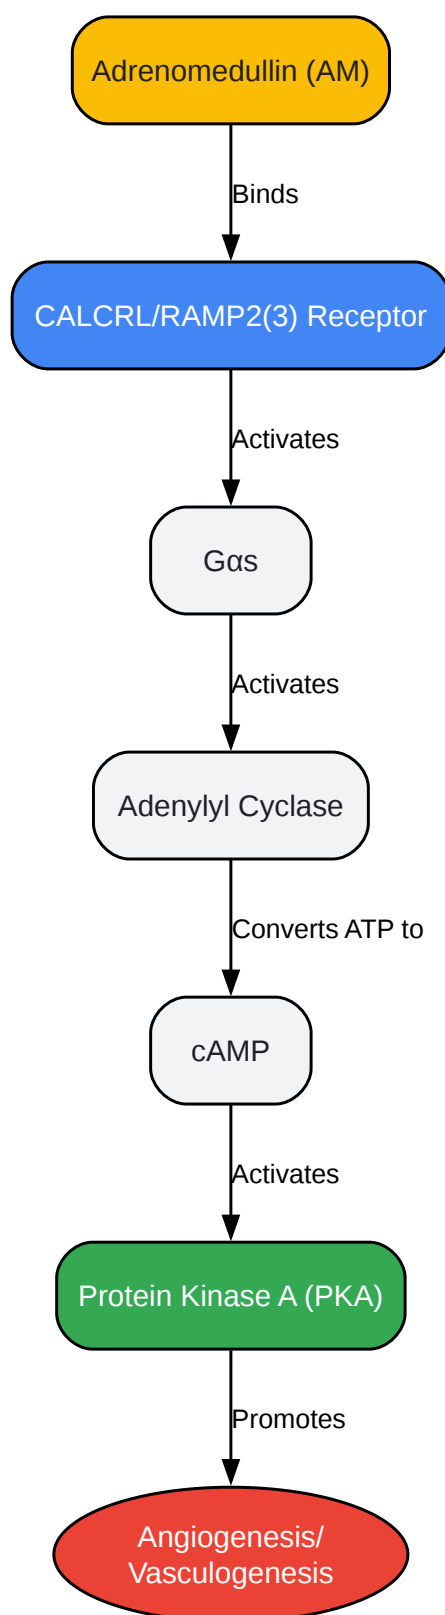 Adrenomedullin (AM)
Binds
CALCRL/RAMP2(3) Receptor
Activates
Gαs
Activates
Adenylyl Cyclase
Converts ATP to
cAMP
Activates
Protein Kinase A (PKA)
Promotes
Angiogenesis/
Vasculogenesis